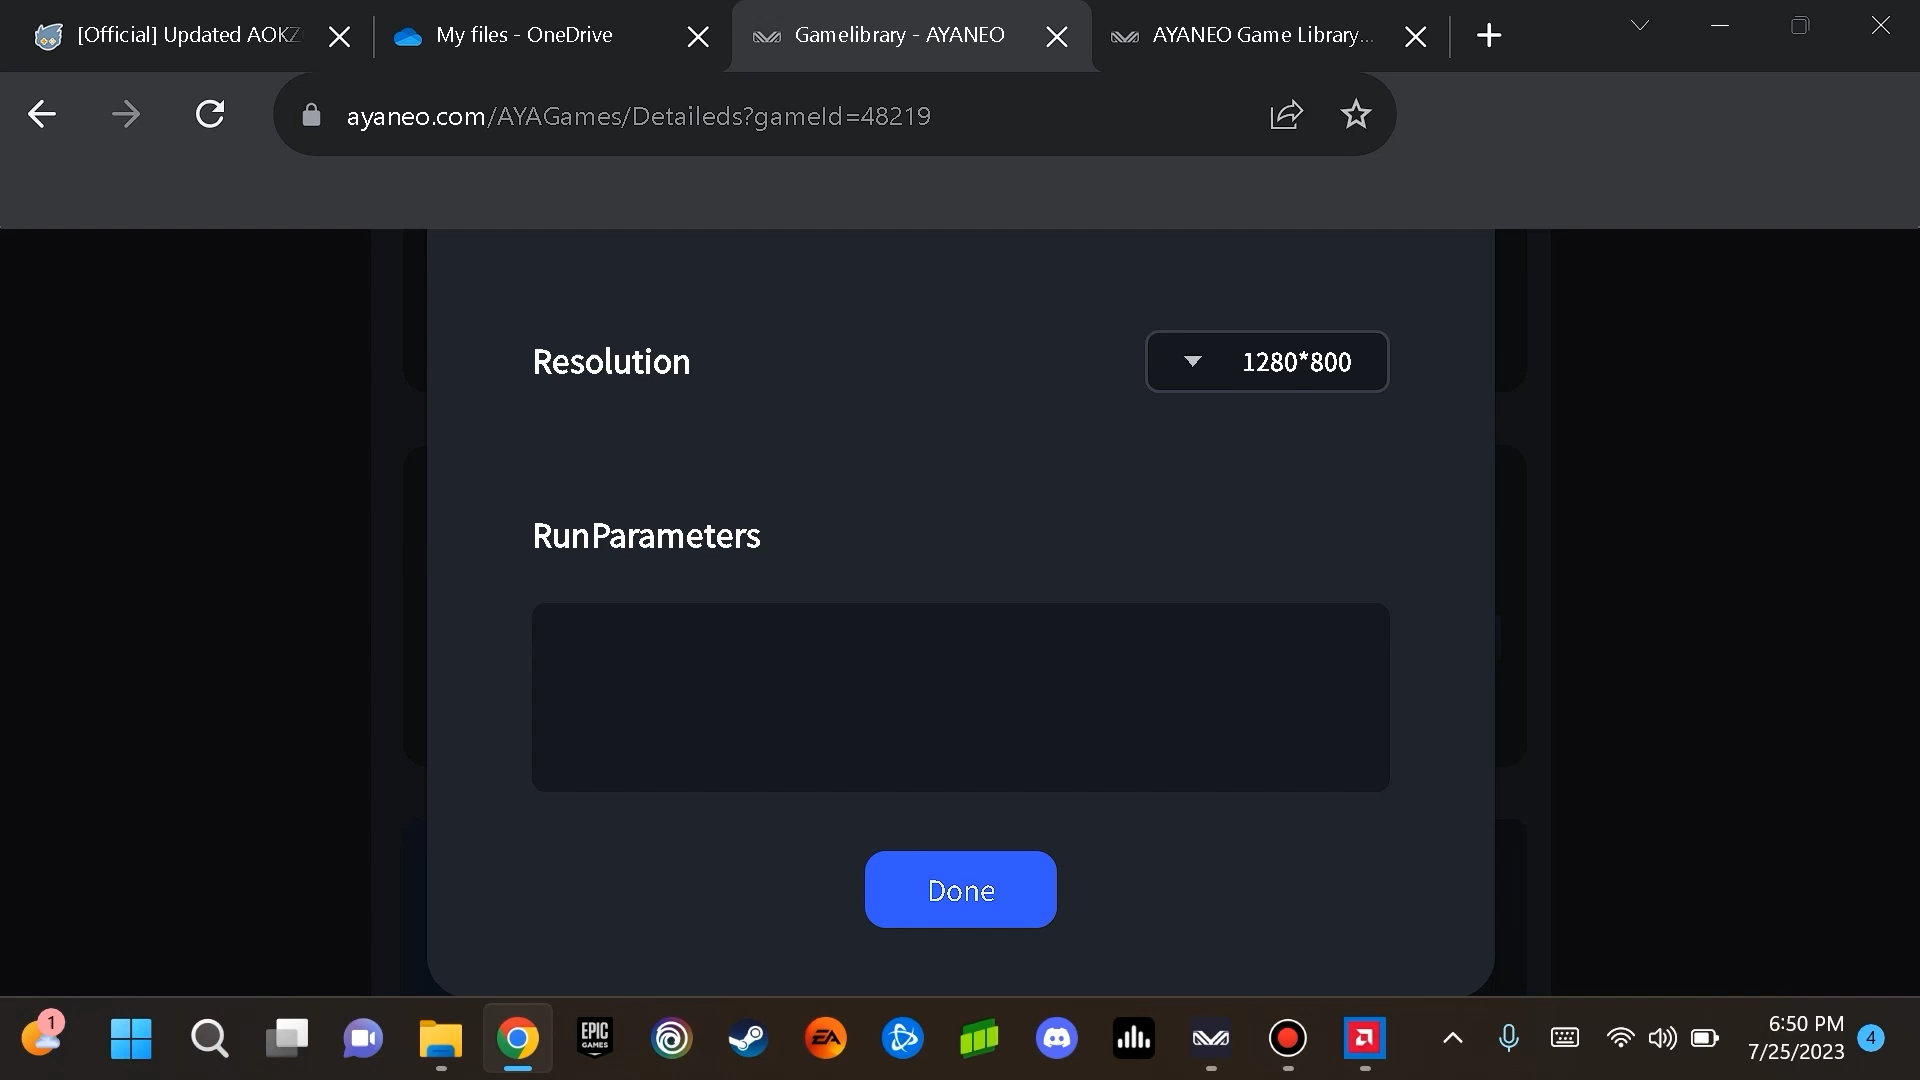 [Official] Updated AOKZ
My files - OneDrive
Gamelibrary - AYANEO
AYANEO Game Library...
ayaneo.com/AYAGames/Detaileds?gameId=48219
Resolution
1280*800
RunParameters
Done
1
EPIC
GAMES
EA
6:50 PM
7/25/2023
4